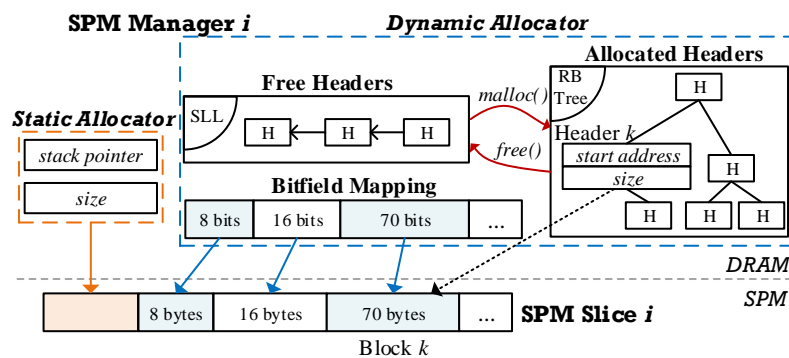 SPM Manager i
Dynamic Allocator
Allocated Headers
Free Headers
RB
Tree
SLL
malloc()
H
H
H
H
Static Allocator
Header k
stack pointer
free()
start address
H
size
size
Bitfield Mapping
H
H
H
8 bits
16 bits
70 bits
...
DRAM
SPM
8 bytes
16 bytes
70 bytes
...
SPM Slice i
Block k